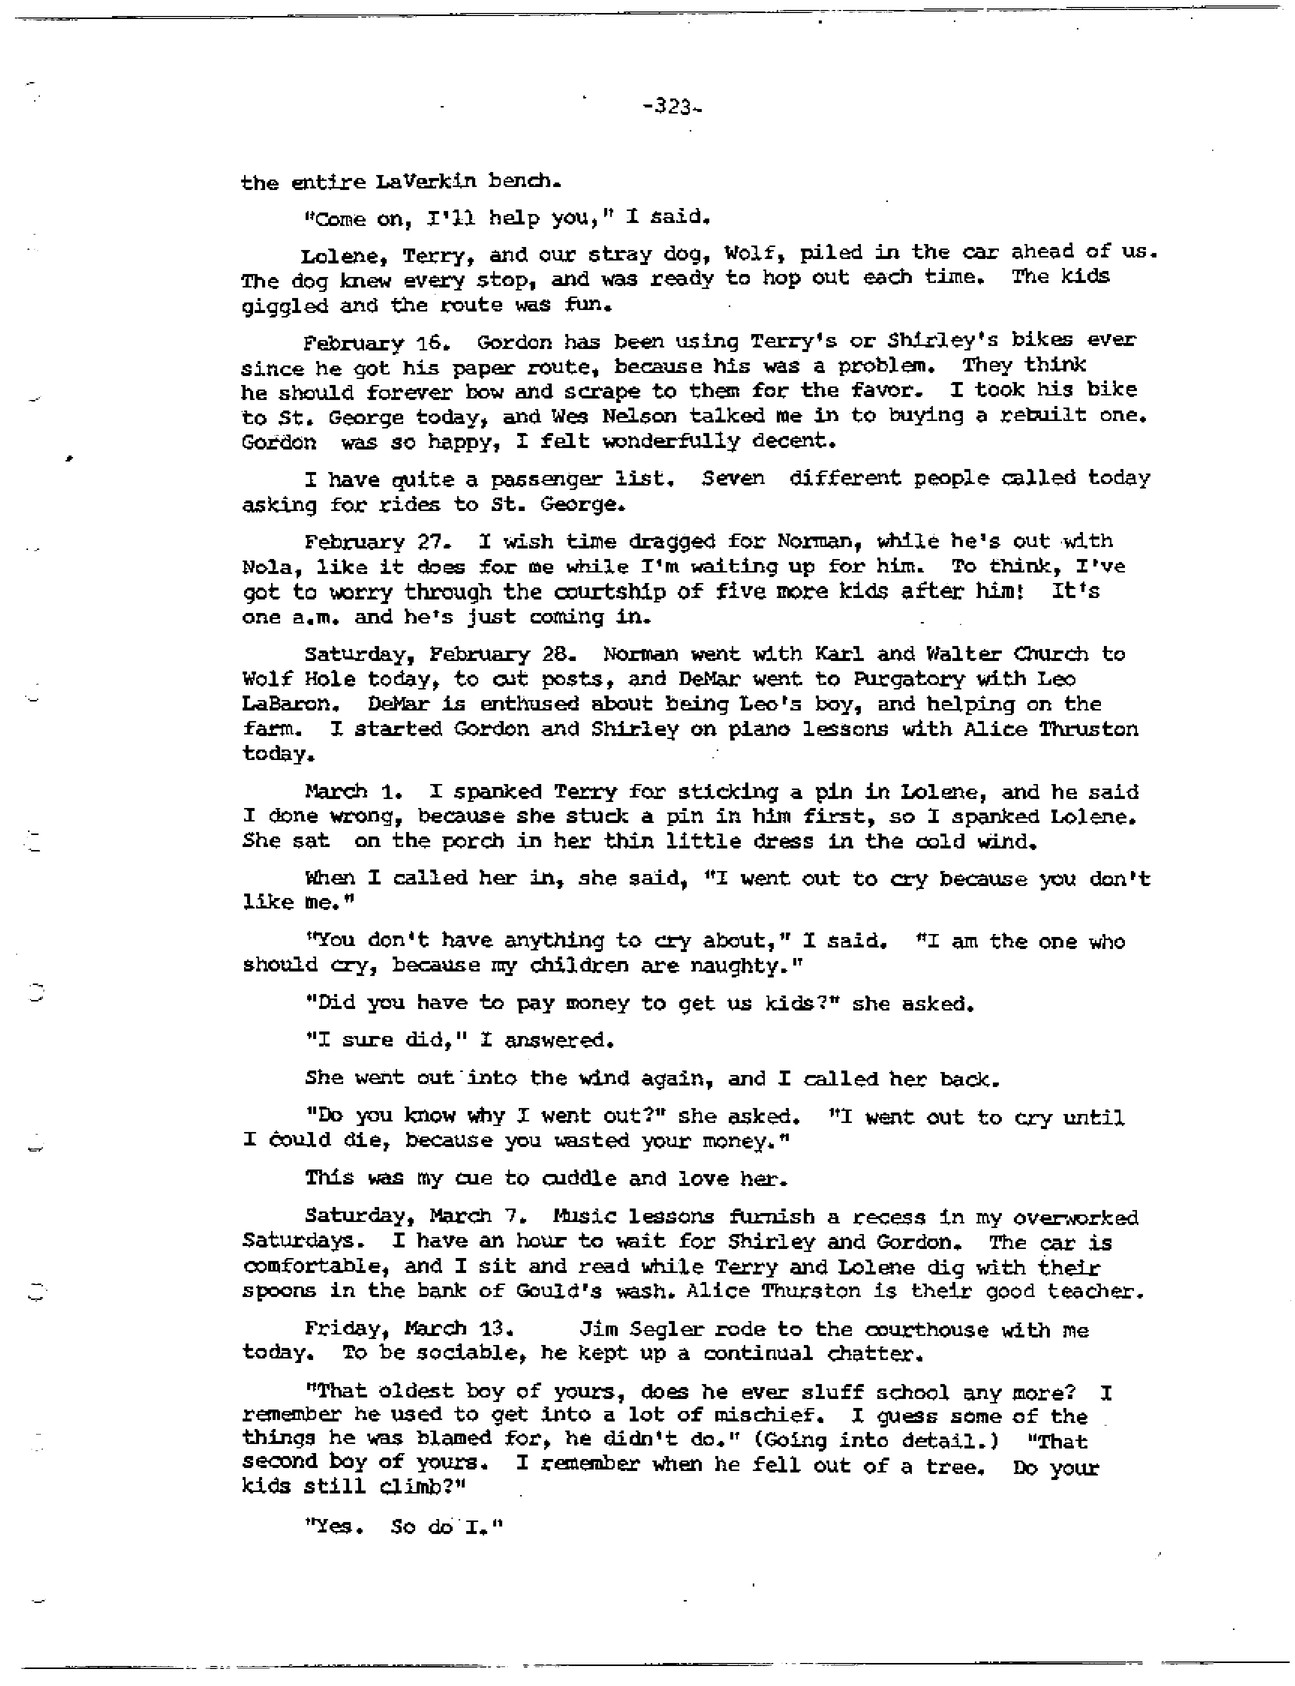 -323-
the entire LaVerkin bench.
"Come on, I'll help you," I said.
Lolene, Terry, and our stray dog, Wolf, piled in the car ahead of us.
The dog knew every stop, and was ready to hop out each time. The kids
giggled and the route was fun.
February 16. Gordon has been using Terry's or Shirley's bikes ever
since he got his paper route, because his was a problem. They think
he should forever bow and scrape to them for the favor. I took his bike
to St. George today, and Wes Nelson talked me in to buying a rebuilt one.
Gordon was so happy, I felt wonderfully decent.
I have quite a passenger list. Seven different people called today
asking for rides to St. George.
February 27. I wish time dragged for Norman, while he's out with
Nola, like it does for me while I'm waiting up for him. To think, I've
got to worry through the courtship of five more kids after him! It's
one a.m. and he's just coming in.
Saturday, February 28. Norman went with Karl and Walter Church to
Wolf Hole today, to cut posts, and DeMar went to Purgatory with Leo
LaBaron. DeMar is enthused about being Leo's boy, and helping on the
farm. I started Gordon and Shirley on piano lessons with Alice Thruston
today.
March 1. I spanked Terry for sticking a pin in Lolene, and he said
I done wrong, because she stuck a pin in him first, so I spanked Lolene.
She sat on the porch in her thin little dress in the cold wind.
When I called her in, she said, "I went out to cry because you don't
like me."
"You don't have anything to cry about," I said. "I am the one who
should cry, because my children are naughty."
"Did you have to pay money to get us kids?" she asked.
"I sure did," I answered.
She went out into the wind again, and I called her back.
"Do you know why I went out?" she asked. "I went out to cry until
I could die, because you wasted your money."
This was my cue to cuddle and love her.
Saturday, March 7. Music lessons furnish a recess in my overworked
Saturdays. I have an hour to wait for Shirley and Gordon. The car is
comfortable, and I sit and read while Terry and Lolene dig with their
spoons in the bank of Gould's wash. Alice Thurston is their good teacher.
Friday, March 13. Jim Segler rode to the courthouse with me
today. To be sociable, he kept up a continual chatter.
"That oldest boy of yours, does he ever sluff school any more? I
remember he used to get into a lot of mischief. I guess some of the
things he was blamed for, he didn't do." (Going into detail.) "That
second boy of yours. I remember when he fell out of a tree. Do your
kids still climb?"
"Yes. So do I."